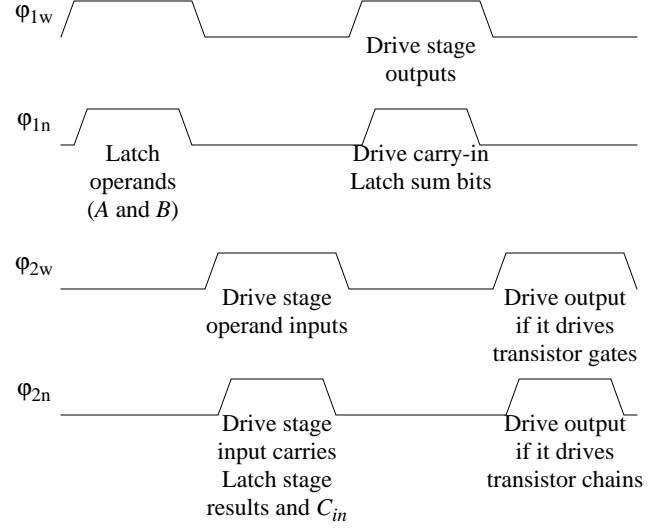 φ1w
Drive stage
outputs
φ1n
Latch
operands
(A and B)
Drive carry-in
Latch sum bits
φ2w
Drive stage
operand inputs
Drive output
if it drives
transistor gates
φ2n
Drive stage
input carries
Latch stage
results and Cin
Drive output
if it drives
transistor chains